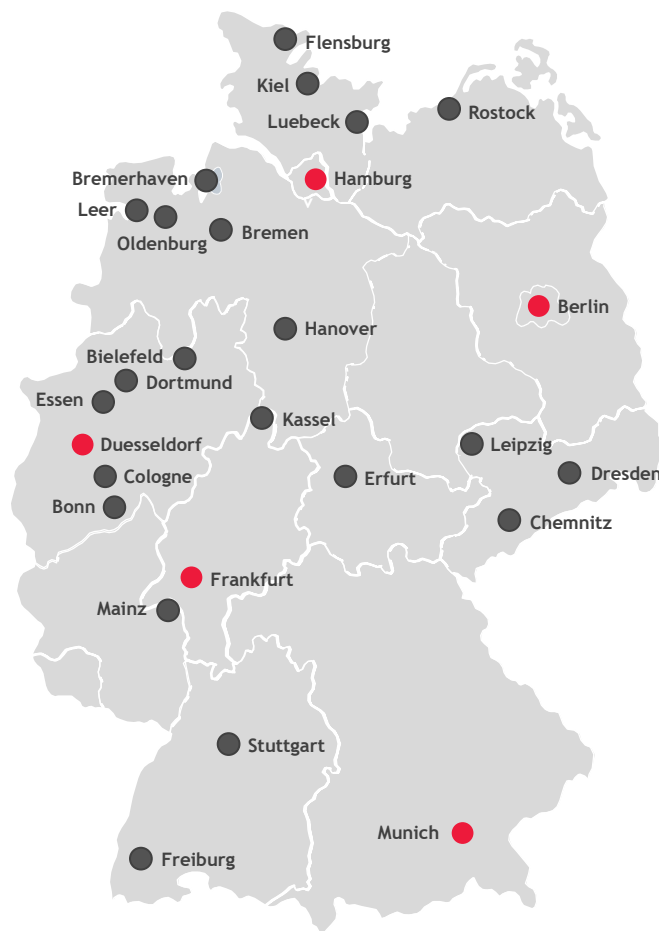 Flensburg
Kiel
Rostock
Luebeck
Bremerhaven
Hamburg
Leer
Oldenburg
Bremen
Berlin
Hanover
Bielefeld
Dortmund
Essen
Kassel
Duesseldorf
Leipzig
Cologne
Erfurt
Dresden
Bonn
Chemnitz
Frankfurt
Mainz
Stuttgart
Munich
Freiburg